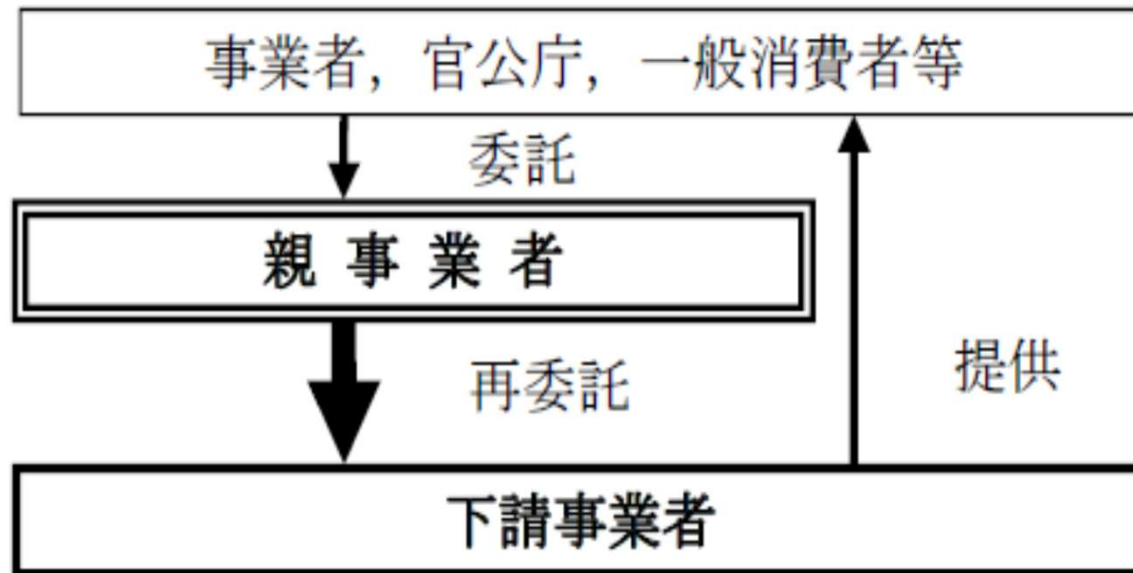 事業者，官公庁，一般消費者等
委託
親 事 業 者
再委託
提供
下請事業者